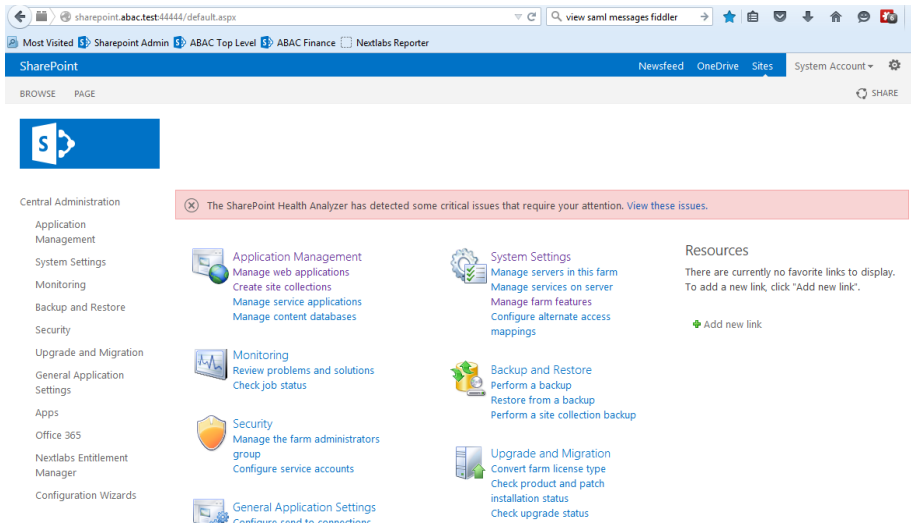 sharepoint.abac.test:44444/default.aspx
view saml messages fiddler
Most Visited
Sharepoint Admin
ABAC Top Level
ABAC Finance
Nextlabs Reporter
SharePoint
Newsfeed
OneDrive
Sites
System Account
BROWSE
PAGE
SHARE
S
Central Administration
Application
Management
System Settings
Monitoring
Backup and Restore
Security
Upgrade and Migration
General Application
Settings
Apps
Office 365
Nextlabs Entitlement
Manager
Configuration Wizards
The SharePoint Health Analyzer has detected some critical issues that require your attention. View these issues.
Application Management
Manage web applications
Create site collections
Manage service applications
Manage content databases
Monitoring
Review problems and solutions
Check job status
Security
Manage the farm administrators
group
Configure service accounts
General Application Settings
Configure send to connections
System Settings
Manage servers in this farm
Manage services on server
Manage farm features
Configure alternate access
mappings
Backup and Restore
Perform a backup
Restore from a backup
Perform a site collection backup
Upgrade and Migration
Convert farm license type
Check product and patch
installation status
Check upgrade status
Resources
There are currently no favorite links to display.
To add a new link, click "Add new link".
Add new link